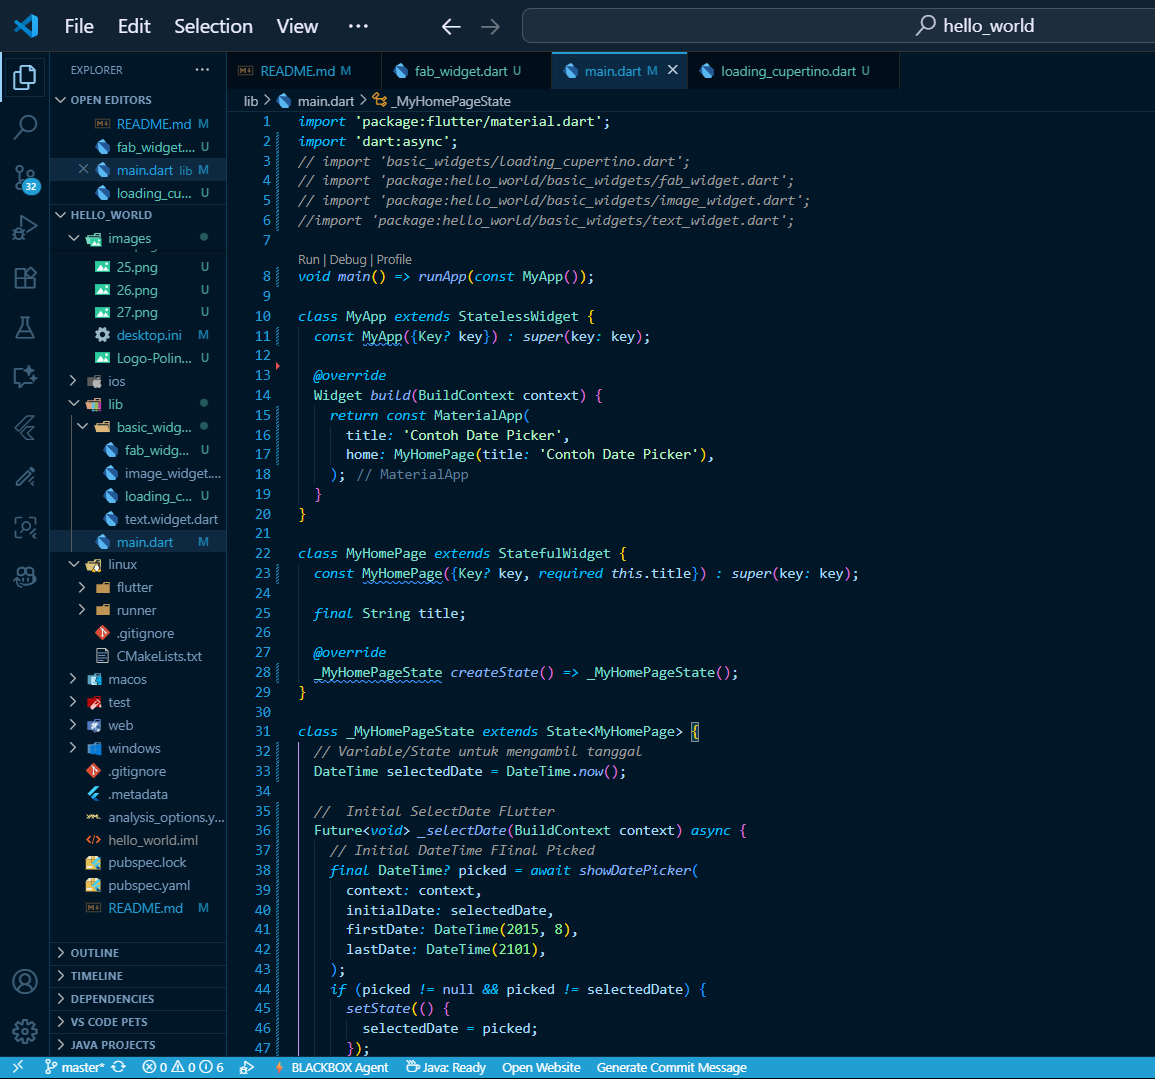 File Edit Selection View ··· hello_world
EXPLORER ···
OPEN EDITORS
README.md M
fab_widget.... U
main.dart lib M
loading_cu... U
32
HELLO_WORLD
images
25.png U
26.png U
27.png U
desktop.ini M
Logo-Polin... U
ios
lib
basic_widg...
fab_widg... U
image_widget....
loading_c... U
text.widget.dart
main.dart M
linux
flutter
runner
.gitignore
CMakeLists.txt
macos
test
web
windows
.gitignore
.metadata
analysis_options.y...
hello_world.iml
pubspec.lock
pubspec.yaml
README.md M
OUTLINE
TIMELINE
DEPENDENCIES
VS CODE PETS
JAVA PROJECTS
README.md M fab_widget.dart U main.dart M loading_cupertino.dart U
lib > main.dart > _MyHomePageState
1 import 'package:flutter/material.dart';
2 import 'dart:async';
3 // import 'basic_widgets/loading_cupertino.dart';
4 // import 'package:hello_world/basic_widgets/fab_widget.dart';
5 // import 'package:hello_world/basic_widgets/image_widget.dart';
6 //import 'package:hello_world/basic_widgets/text_widget.dart';
7
Run | Debug | Profile
8 void main() => runApp(const MyApp());
9
10 class MyApp extends StatelessWidget {
11 const MyApp({Key? key}) : super(key: key);
12
13 @override
14 Widget build(BuildContext context) {
15 return const MaterialApp(
16 title: 'Contoh Date Picker',
17 home: MyHomePage(title: 'Contoh Date Picker'),
18 ); // MaterialApp
19 }
20 }
21
22 class MyHomePage extends StatefulWidget {
23 const MyHomePage({Key? key, required this.title}) : super(key: key);
24
25 final String title;
26
27 @override
28 _MyHomePageState createState() => _MyHomePageState();
29 }
30
31 class _MyHomePageState extends State<MyHomePage> {
32 // Variable/State untuk mengambil tanggal
33 DateTime selectedDate = DateTime.now();
34
35 //  Initial SelectDate FLutter
36 Future<void> _selectDate(BuildContext context) async {
37 // Initial DateTime FIinal Picked
38 final DateTime? picked = await showDatePicker(
39 context: context,
40 initialDate: selectedDate,
41 firstDate: DateTime(2015, 8),
42 lastDate: DateTime(2101),
43 );
44 if (picked != null && picked != selectedDate) {
45 setState(() {
46 selectedDate = picked;
47 });
master* 0 0 6 BLACKBOX Agent Java: Ready Open Website Generate Commit Message